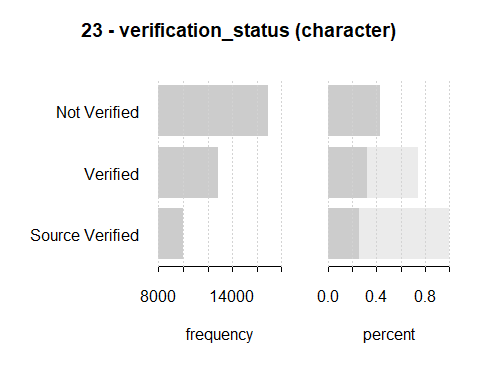 23 - verification_status (character)
Not Verified
Verified
Source Verified
8000 14000
0.0 0.4 0.8
frequency
percent